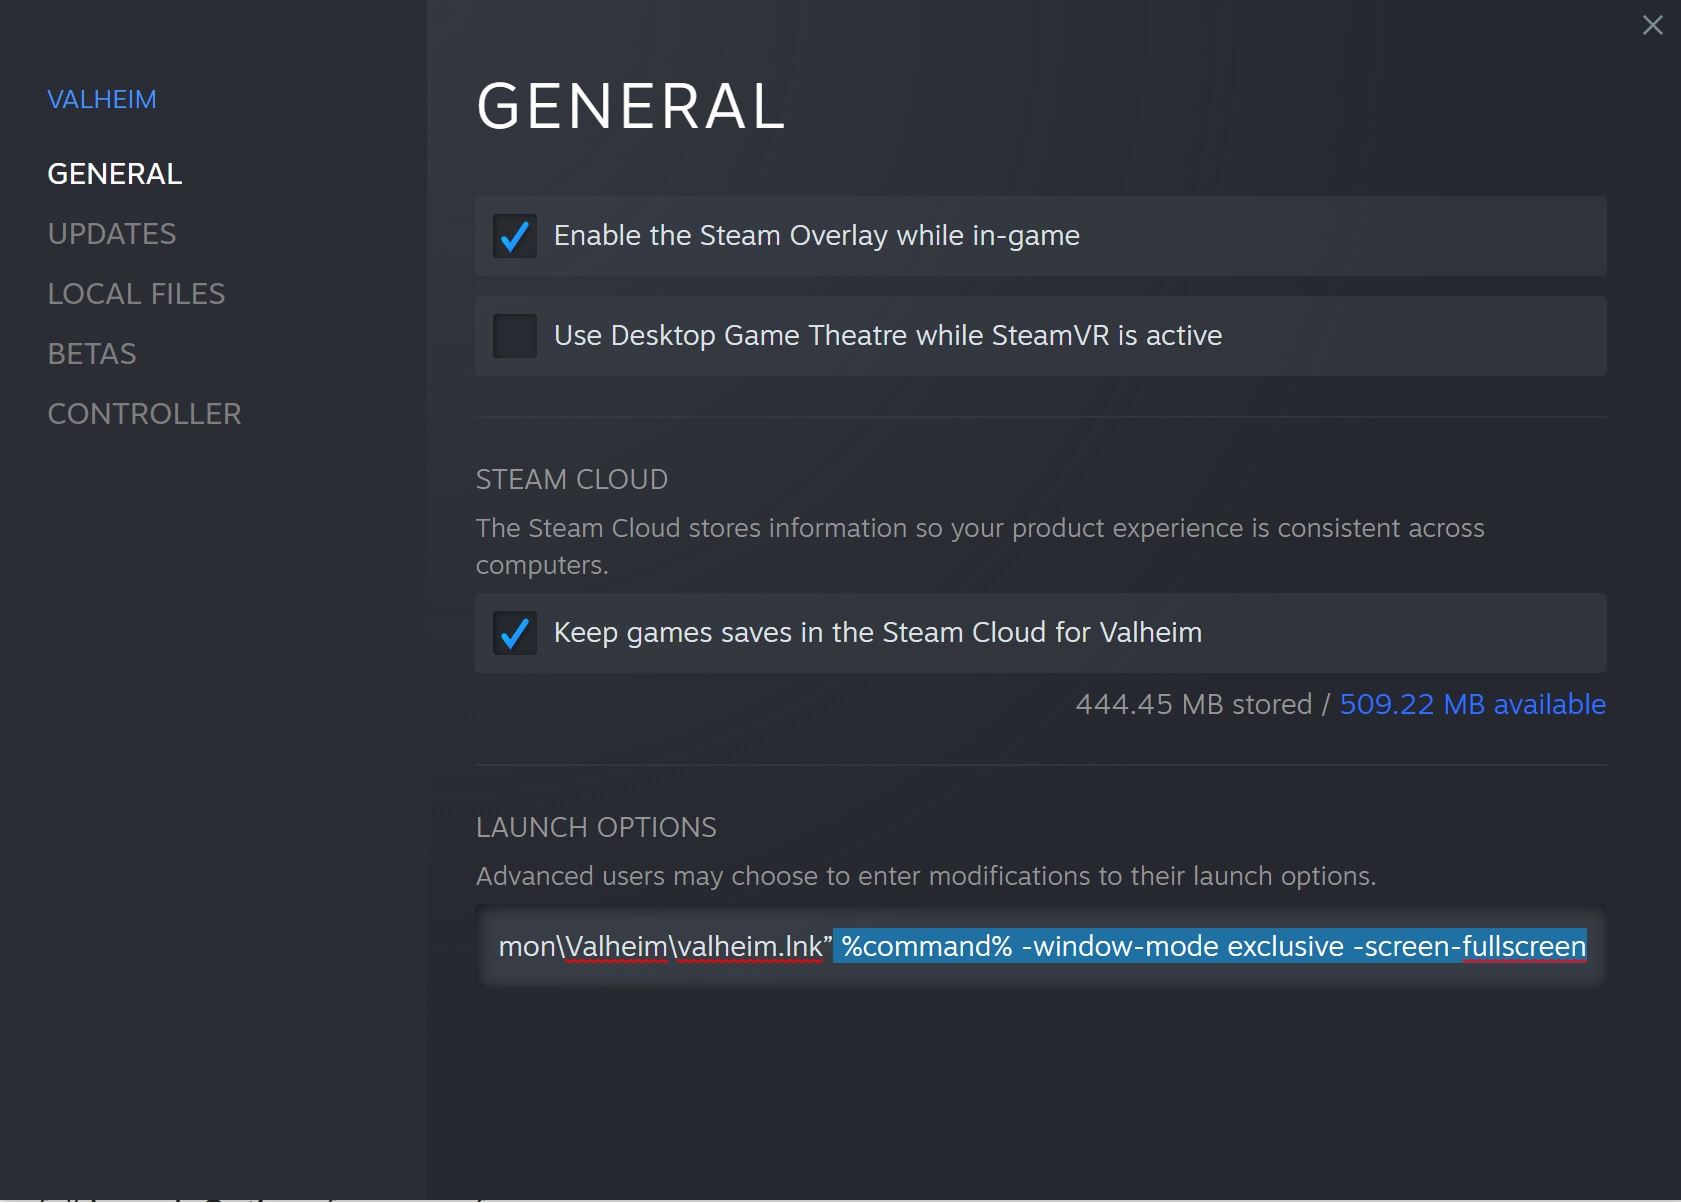 VALHEIM
GENERAL
UPDATES
LOCAL FILES
BETAS
CONTROLLER
GENERAL
Enable the Steam Overlay while in-game
Use Desktop Game Theatre while SteamVR is active
STEAM CLOUD
The Steam Cloud stores information so your product experience is consistent across
computers.
Keep games saves in the Steam Cloud for Valheim
444.45 MB stored / 509.22 MB available
LAUNCH OPTIONS
Advanced users may choose to enter modifications to their launch options.
mon\Valheim\valheim.lnk” %command% -window-mode exclusive -screen-fullscreen